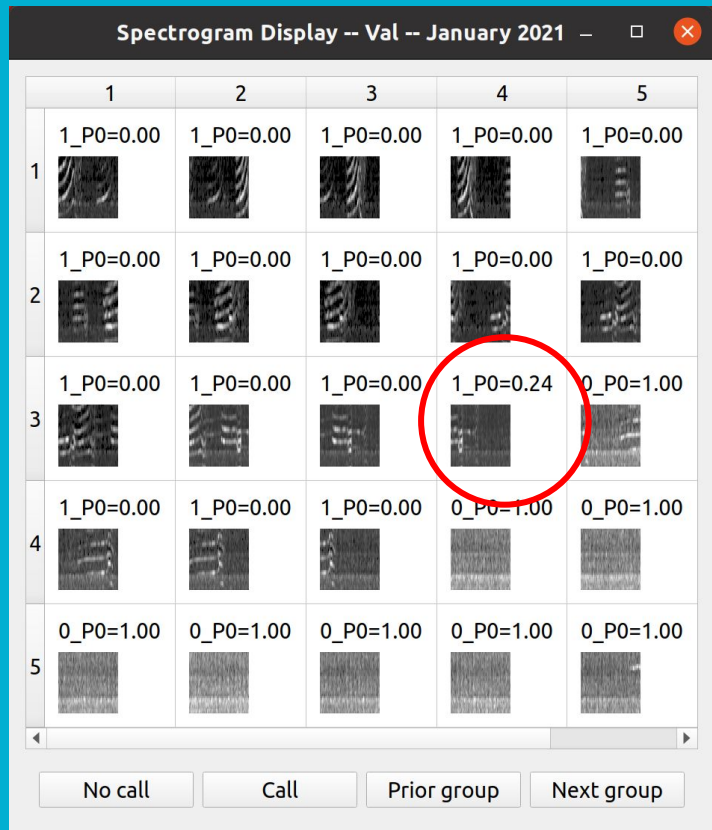 Spectrogram Display -- Val -- January 2021
1 2 3 4 5
1_P0=0.00 1_P0=0.00 1_P0=0.00 1_P0=0.00 1_P0=0.00
1
1_P0=0.00 1_P0=0.00 1_P0=0.00 1_P0=0.00 1_P0=0.00
2
1_P0=0.00 1_P0=0.00 1_P0=0.00 1_P0=0.24 0_P0=1.00
3
1_P0=0.00 1_P0=0.00 1_P0=0.00 0_P0=1.00 0_P0=1.00
4
0_P0=1.00 0_P0=1.00 0_P0=1.00 0_P0=1.00 0_P0=1.00
5
No call Call Prior group Next group